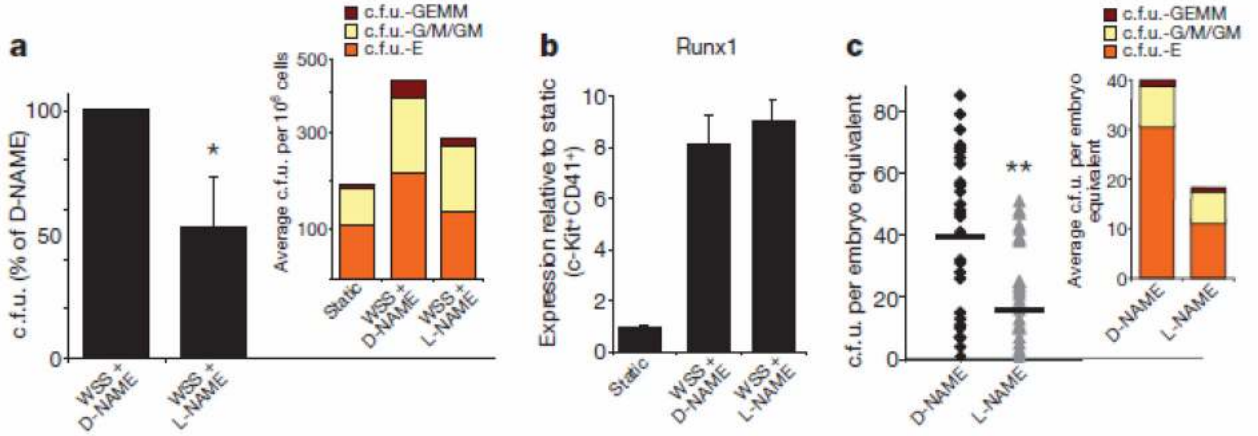 a
c.f.u. (% of D-NAME)
100
50
0
*
WSS +
D-NAME
WSS +
L-NAME
c.f.u.-GEMM
c.f.u.-G/M/GM
c.f.u.-E
Average c.f.u. per 10⁶ cells
500
300
100
Static
WSS +
D-NAME
WSS +
L-NAME
b
Runx1
Expression relative to static
(c-Kit⁺CD41⁺)
10
8
6
4
2
0
Static
WSS +
D-NAME
WSS +
L-NAME
c
c.f.u. per embryo equivalent
80
60
40
20
0
**
D-NAME
L-NAME
c.f.u.-GEMM
c.f.u.-G/M/GM
c.f.u.-E
Average c.f.u. per embryo
equivalent
40
30
20
10
0
D-NAME
L-NAME